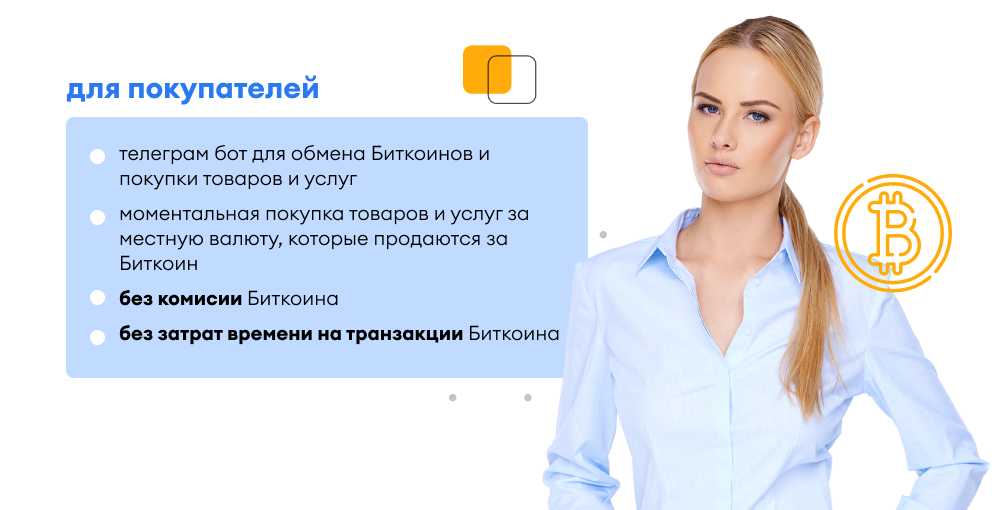 для покупателей
телеграм бот для обмена Биткоинов и
покупки товаров и услуг
моментальная покупка товаров и услуг за
местную валюту, которые продаются за
Биткоин
без комисии Биткоина
без затрат времени на транзакции Биткоина